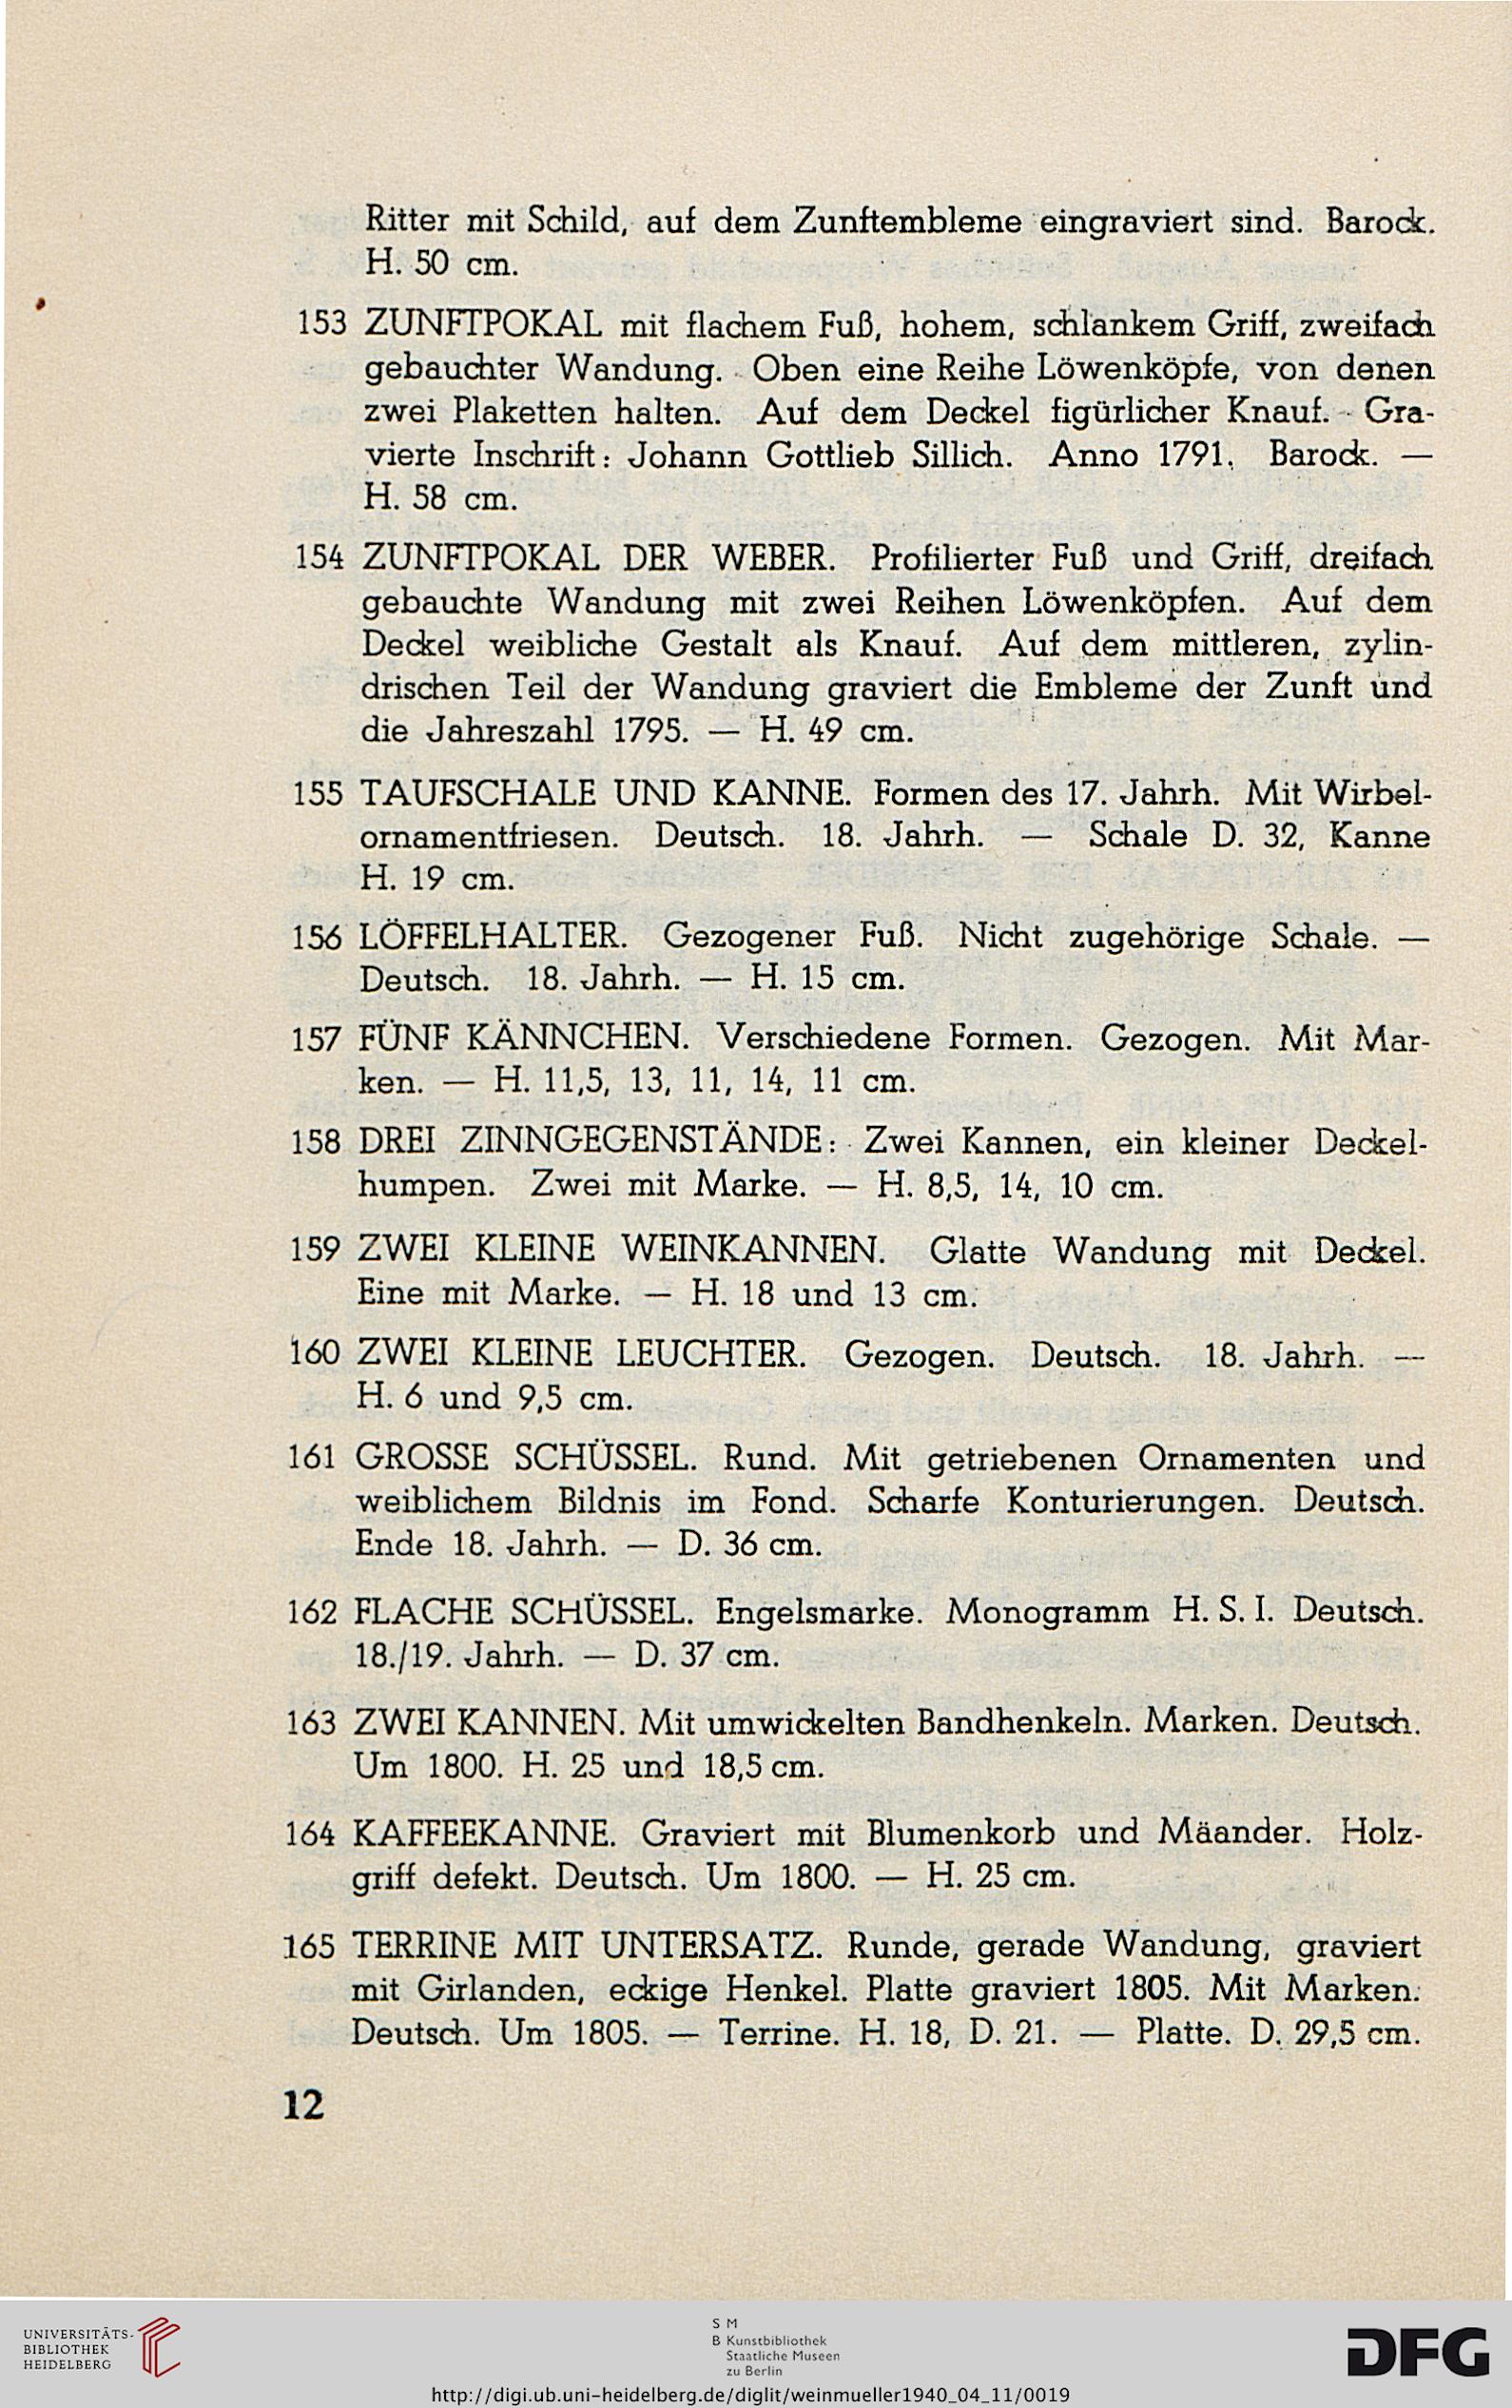 Ritter mit Schild, auf dem Zunftembleme eingraviert sind. Barock.
H. 50 cm.
153 ZUNFTPOKAL mit flachem Fuß, hohem, schlankem Griff, zweifach
gebauchter Wandung. Oben eine Reihe Löwenköpfe, von denen
zwei Plaketten halten. Auf dem Deckel figürlicher Knauf. Gra-
vierte Inschrift: Johann Gottlieb Sillich. Anno 1791. Barock. —
H. 58 cm.
154 ZUNFTPOKAL DER WEBER. Profilierter Fuß und Griff, dreifach
gebauchte Wandung mit zwei Reihen Löwenköpfen. Auf dem
Deckel weibliche Gestalt als Knauf. Auf dem mittleren, zylin-
drischen Teil der Wandung graviert die Embleme der Zunft und
die Jahreszahl 1795. — H. 49 cm.
155 TAUFSCHALE UND KANNE. Formen des 17. Jahrh. Mit Wirbel-
ornamentfriesen. Deutsch. 18. Jahrh. — Schale D. 32, Kanne
H. 19 cm.
156 LÖFFELHALTER. Gezogener Fuß. Nicht zugehörige Schale. —
Deutsch. 18. Jahrh. — H. 15 cm.
157 FÜNF KÄNNCHEN. Verschiedene Formen. Gezogen. Mit Mar-
ken. — H. 11,5, 13, 11, 14, 11 cm.
158 DREI ZINNGEGENSTÄNDE: Zwei Kannen, ein kleiner Deckel-
humpen. Zwei mit Marke. — H. 8,5, 14, 10 cm.
159 ZWEI KLEINE WEINKANNEN. Glatte Wandung mit Deckel.
Eine mit Marke. — H. 18 und 13 cm.
160 ZWEI KLEINE LEUCHTER. Gezogen. Deutsch. 18. Jahrh. —
H. 6 und 9,5 cm.
161 GROSSE SCHÜSSEL. Rund. Mit getriebenen Ornamenten und
weiblichem Bildnis im Fond. Scharfe Konturierungen. Deutsch.
Ende 18. Jahrh. — D. 36 cm.
162 FLACHE SCHÜSSEL. Engelsmarke. Monogramm H. S. I. Deutsch.
18./19. Jahrh. — D. 37 cm.
163 ZWEI KANNEN. Mit umwickelten Bandhenkeln. Marken. Deutsch.
Um 1800. H. 25 und 18,5 cm.
164 KAFFEEKANNE. Graviert mit Blumenkorb und Mäander. Holz-
griff defekt. Deutsch. Um 1800. — H. 25 cm.
165 TERRINE MIT UNTERSATZ. Runde, gerade Wandung, graviert
mit Girlanden, eckige Henkel. Platte graviert 1805. Mit Marken.
Deutsch. Um 1805. — Terrine. H. 18, D. 21. — Platte. D. 29,5 cm.
12
UNIVERSITÄTS-
BIBLIOTHEK
HEIDELBERG
S M
B Kunstbibliothek
Staatliche Museen
zu Berlin
DFG
http://digi.ub.uni-heidelberg.de/diglit/weinmueller1940_04_11/0019